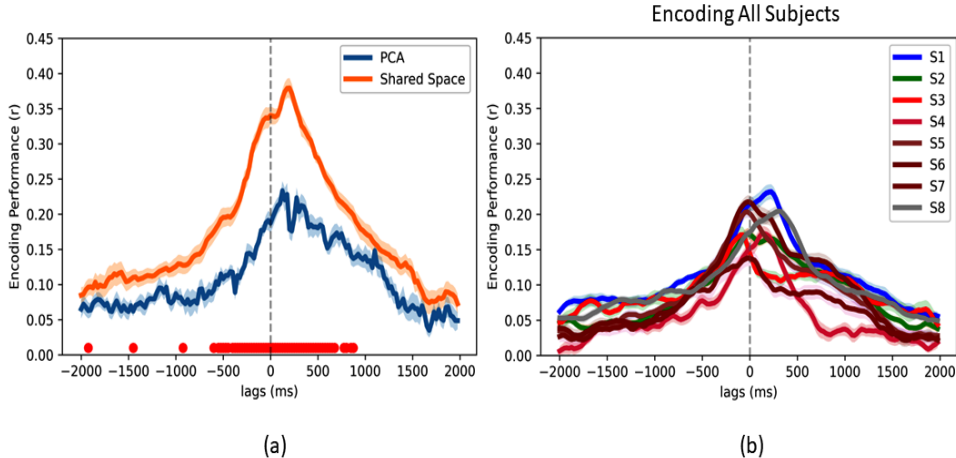 Encoding All Subjects
0.45
0.40
0.35
0.30
0.25
0.20
0.15
0.10
0.05
0.00
Encoding Performance (r)
PCA
Shared Space
−2000 −1500 −1000 −500 0 500 1000 1500 2000
lags (ms)
(a)
0.45
0.40
0.35
0.30
0.25
0.20
0.15
0.10
0.05
0.00
Encoding Performance (r)
S1
S2
S3
S4
S5
S6
S7
S8
−2000 −1500 −1000 −500 0 500 1000 1500 2000
lags (ms)
(b)